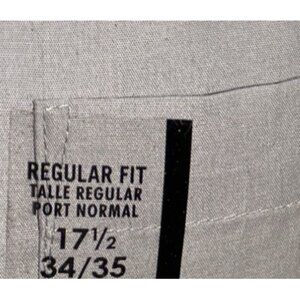 REGULAR FIT
TALLE REGULAR
PORT NORMAL
17½
34/35